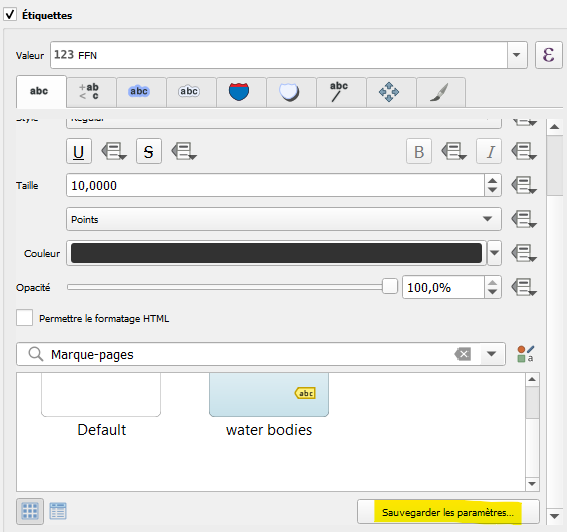 Étiquettes
Valeur 123 FFN
abc +ab < c abc abc abc
Style Regular
U S B I
Taille 10,0000
Points
Couleur
Opacité 100,0%
Permettre le formatage HTML
Marque-pages a
abc
Default water bodies
Sauvegarder les paramètres...